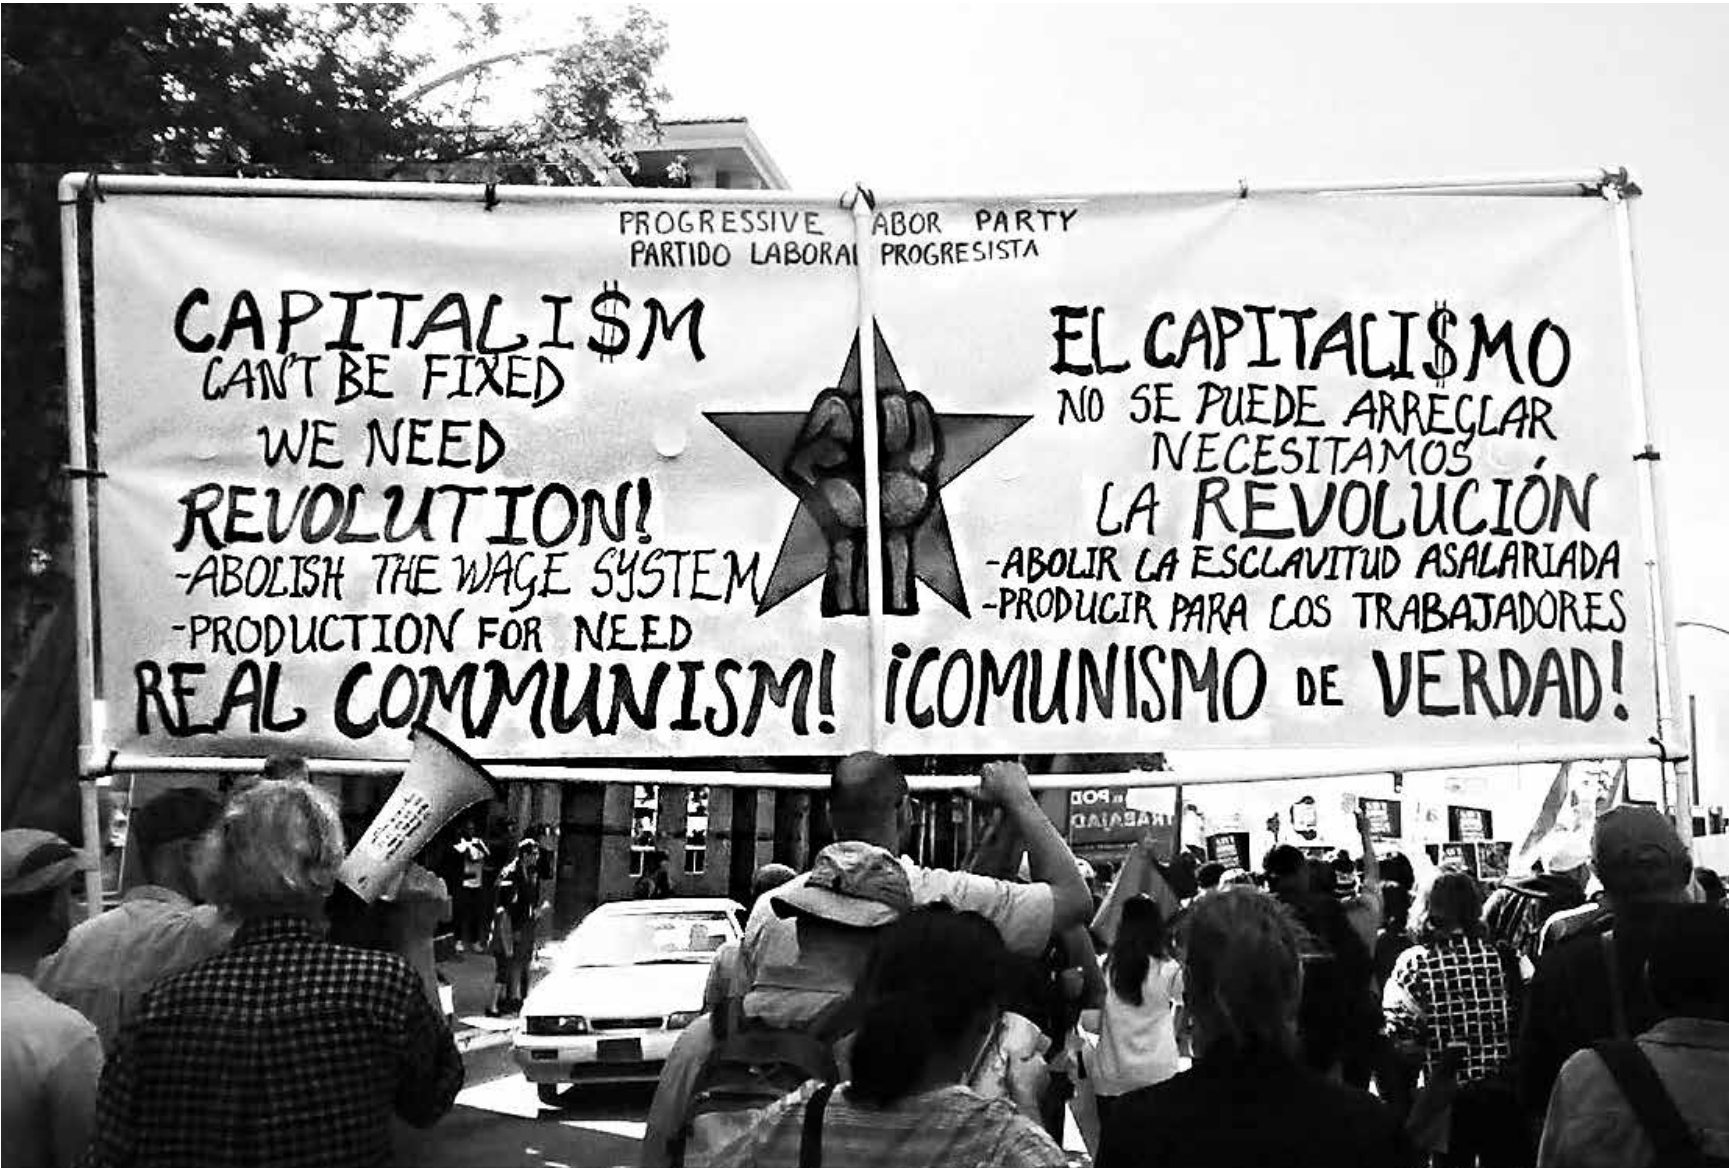 PROGRESSIVE ABOR PARTY
PARTIDO LABORAL PROGRESISTA
CAPITALI$M
CAN'T BE FIXED
WE NEED
REVOLUTION!
-ABOLISH THE WAGE SYSTEM
-PRODUCTION FOR NEED
REAL COMMUNISM!
EL CAPITALI$MO
NO SE PUEDE ARREGLAR
NECESITAMOS
LA REVOLUCIÓN
-ABOLIR LA ESCLAVITUD ASALARIADA
-PRODUCIR PARA LOS TRABAJADORES
¡COMUNISMO DE VERDAD!